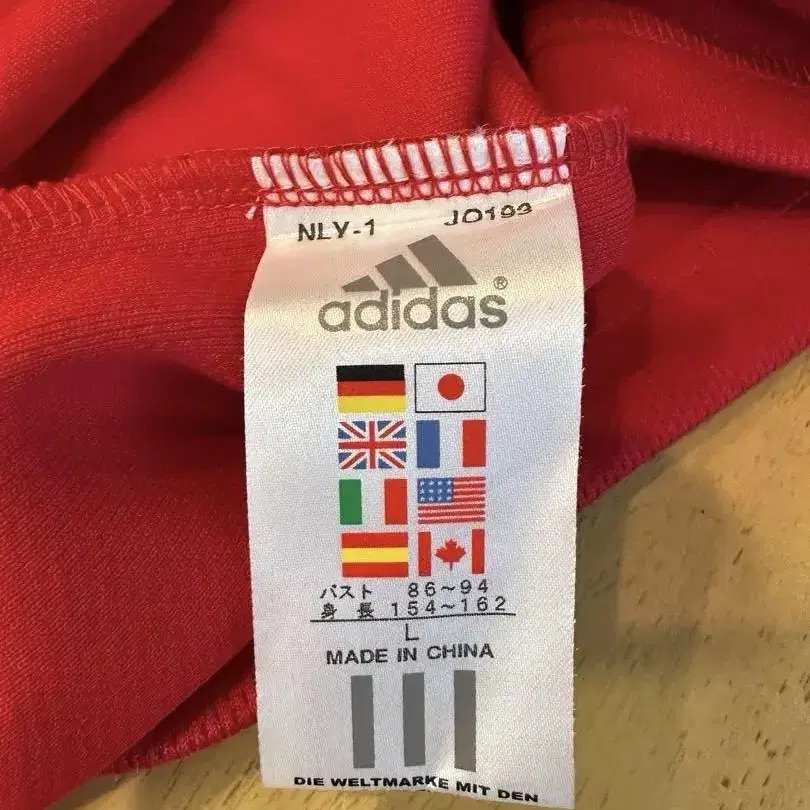 NLY-1 JO199
adidas®
バスト 86～94
身長 154～162
L
MADE IN CHINA
DIE WELTMARKE MIT DEN